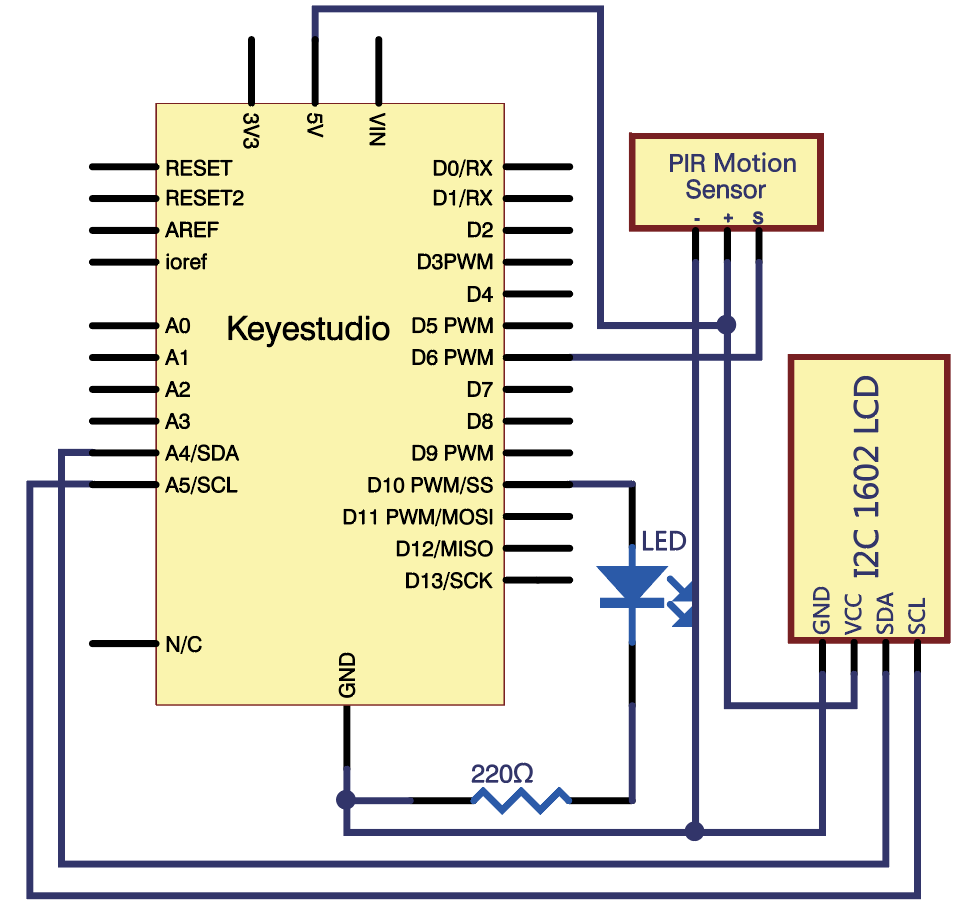 3V3
5V
VIN
RESET
RESET2
AREF
ioref
A0
A1
A2
A3
A4/SDA
A5/SCL
N/C
Keyestudio
D0/RX
D1/RX
D2
D3PWM
D4
D5 PWM
D6 PWM
D7
D8
D9 PWM
D10 PWM/SS
D11 PWM/MOSI
D12/MISO
D13/SCK
GND
PIR Motion
Sensor
- + S
LED
220Ω
I2C 1602 LCD
GND
VCC
SDA
SCL